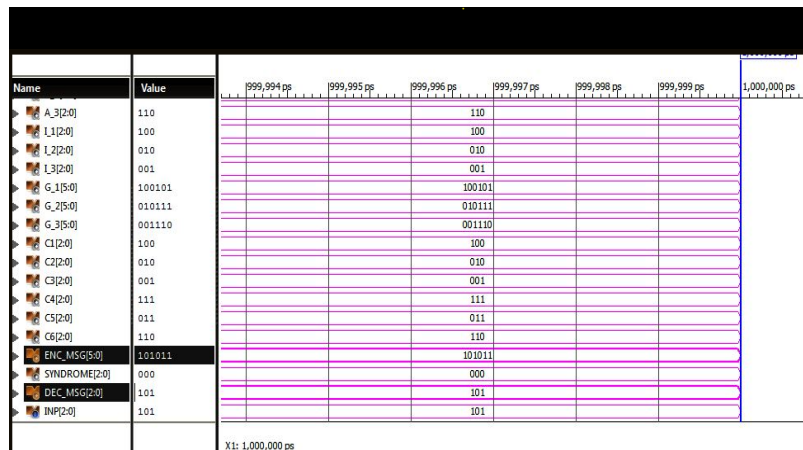 1,000,000 ps
Name Value 999,994 ps 999,995 ps 999,996 ps 999,997 ps 999,998 ps 999,999 ps 1,000,000 ps
A_3[2:0] 110 110
I_1[2:0] 100 100
I_2[2:0] 010 010
I_3[2:0] 001 001
G_1[5:0] 100101 100101
G_2[5:0] 010111 010111
G_3[5:0] 001110 001110
C1[2:0] 100 100
C2[2:0] 010 010
C3[2:0] 001 001
C4[2:0] 111 111
C5[2:0] 011 011
C6[2:0] 110 110
ENC_MSG[5:0] 101011 101011
SYNDROME[2:0] 000 000
DEC_MSG[2:0] 101 101
INP[2:0] 101 101
X1: 1,000,000 ps